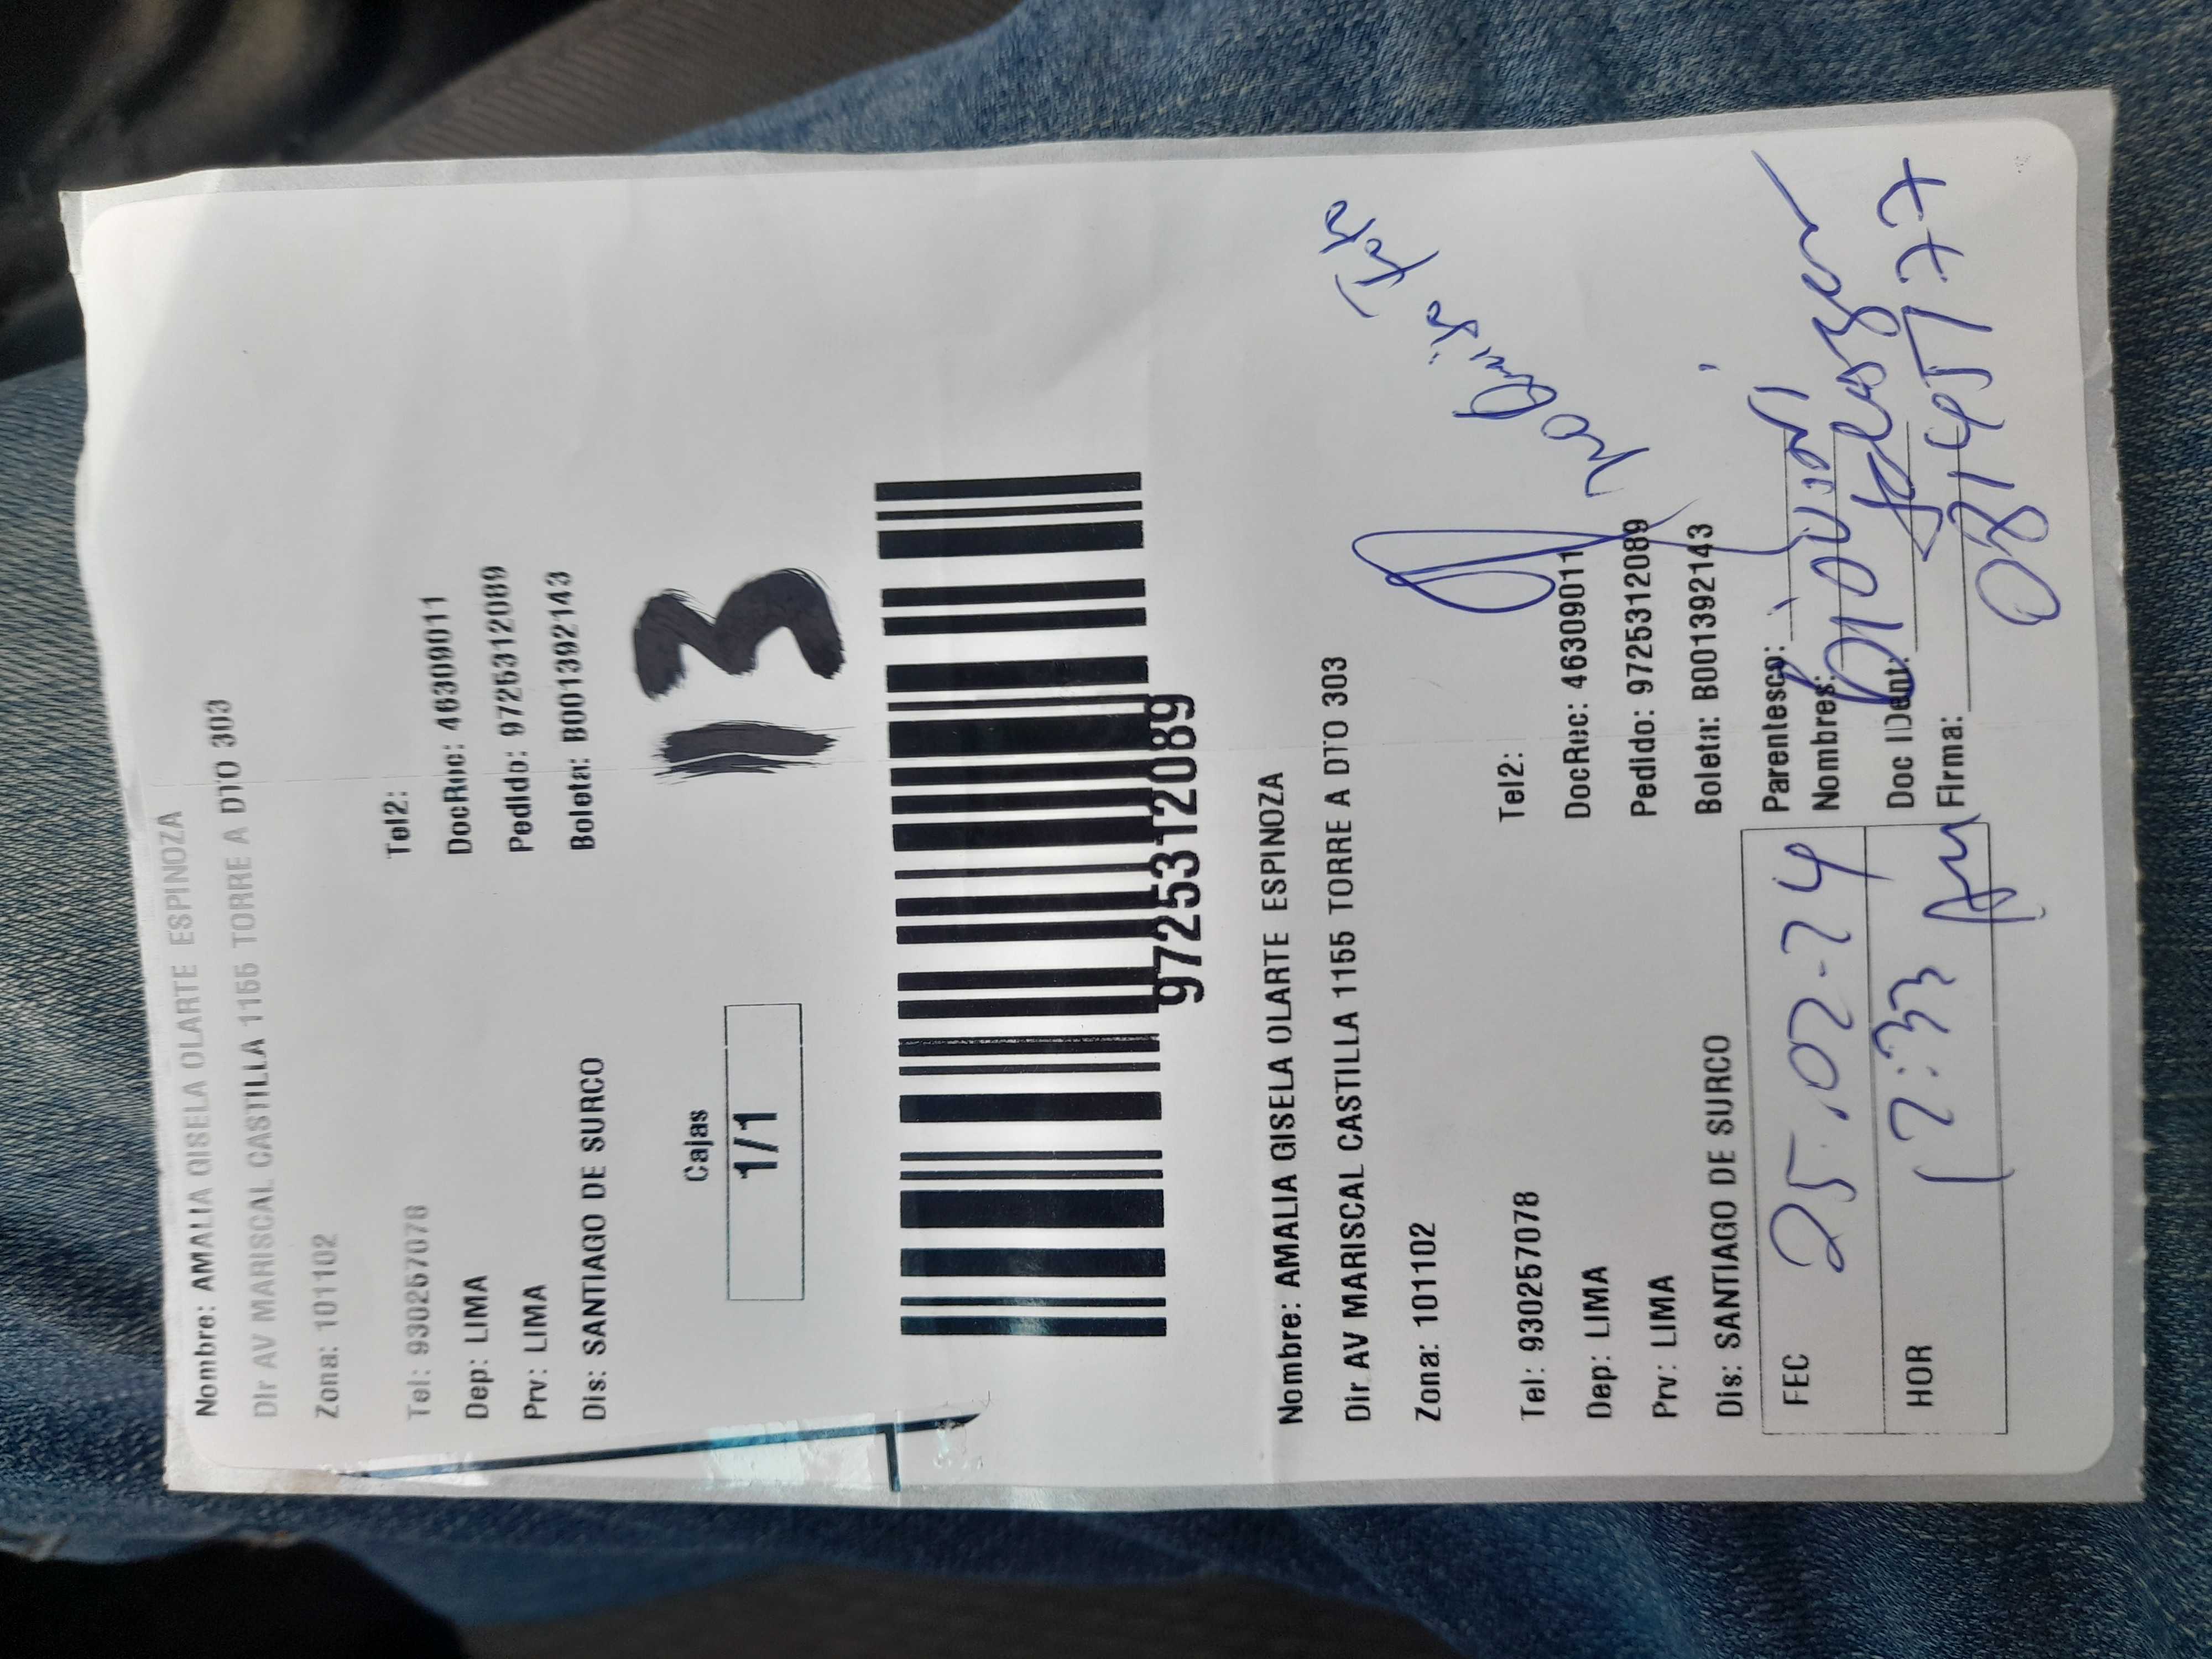 Nombre: AMALIA GISELA OLARTE ESPINOZA
Dir AV MARISCAL CASTILLA 1155 TORRE A DTO 303
Zona: 101102
Tel: 930257078
Tel2:
Dep: LIMA
DocRec: 46309011
Prv: LIMA
Pedido: 9725312089
Dis: SANTIAGO DE SURCO
Boleta: B001392143
Cajas
1/1
13
9725312089
Nombre: AMALIA GISELA OLARTE ESPINOZA
Dir AV MARISCAL CASTILLA 1155 TORRE A DTO 303
Zona: 101102
Tel: 930257078
Tel2:
Dep: LIMA
DocRec: 46309011
Prv: LIMA
Pedido: 9725312089
Dis: SANTIAGO DE SURCO
Boleta: B001392143
FEC 25.02-24
Parentesco:
Nombres:
HOR 12:33
Doc IDent:
Firma: